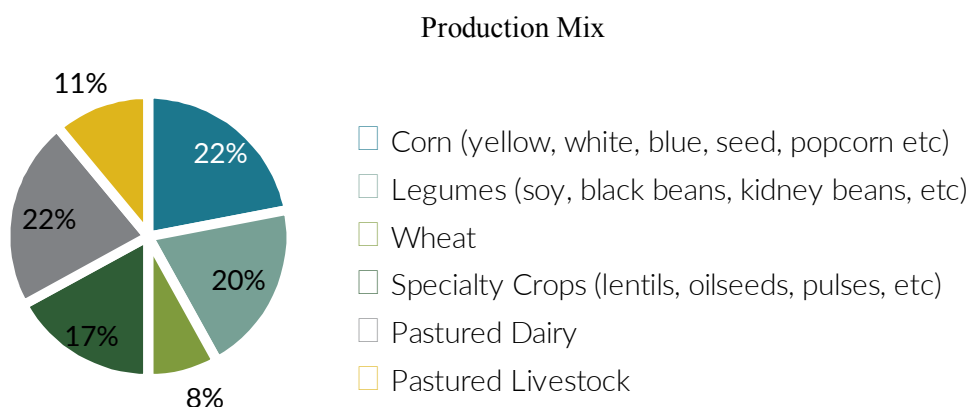 Production Mix
11%
22%
22%
20%
17%
8%
Corn (yellow, white, blue, seed, popcorn etc)
Legumes (soy, black beans, kidney beans, etc)
Wheat
Specialty Crops (lentils, oilseeds, pulses, etc)
Pastured Dairy
Pastured Livestock